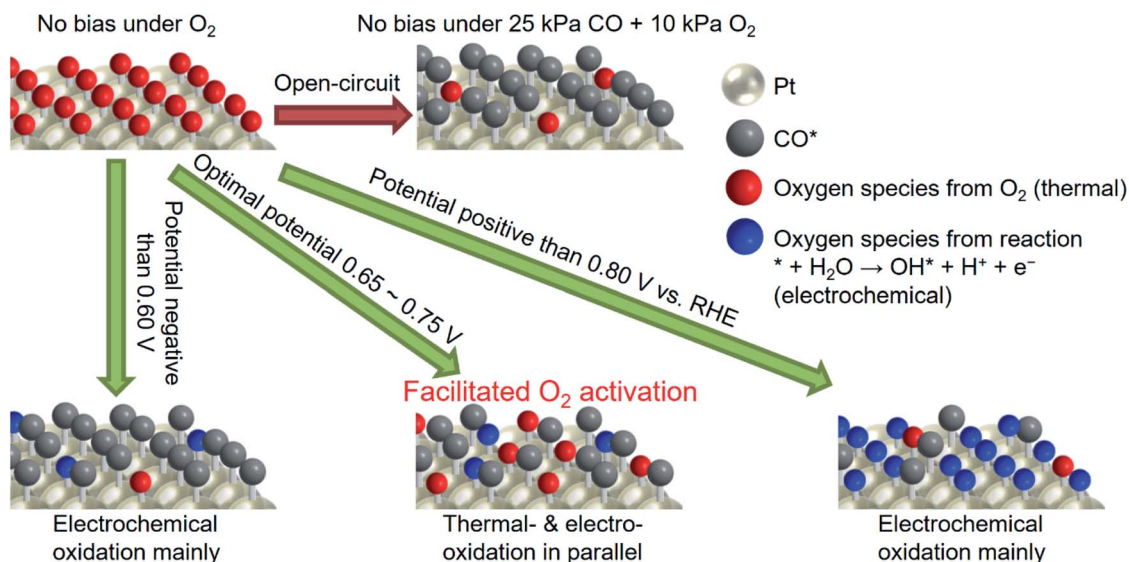 No bias under O₂
No bias under 25 kPa CO + 10 kPa O₂
Open-circuit
Pt
CO*
Oxygen species from O₂ (thermal)
Oxygen species from reaction
* + H₂O → OH* + H⁺ + e⁻
(electrochemical)
Potential negative
than 0.60 V
Optimal potential 0.65 ~ 0.75 V
Potential positive than 0.80 V vs. RHE
Facilitated O₂ activation
Electrochemical
oxidation mainly
Thermal- & electro-
oxidation in parallel
Electrochemical
oxidation mainly